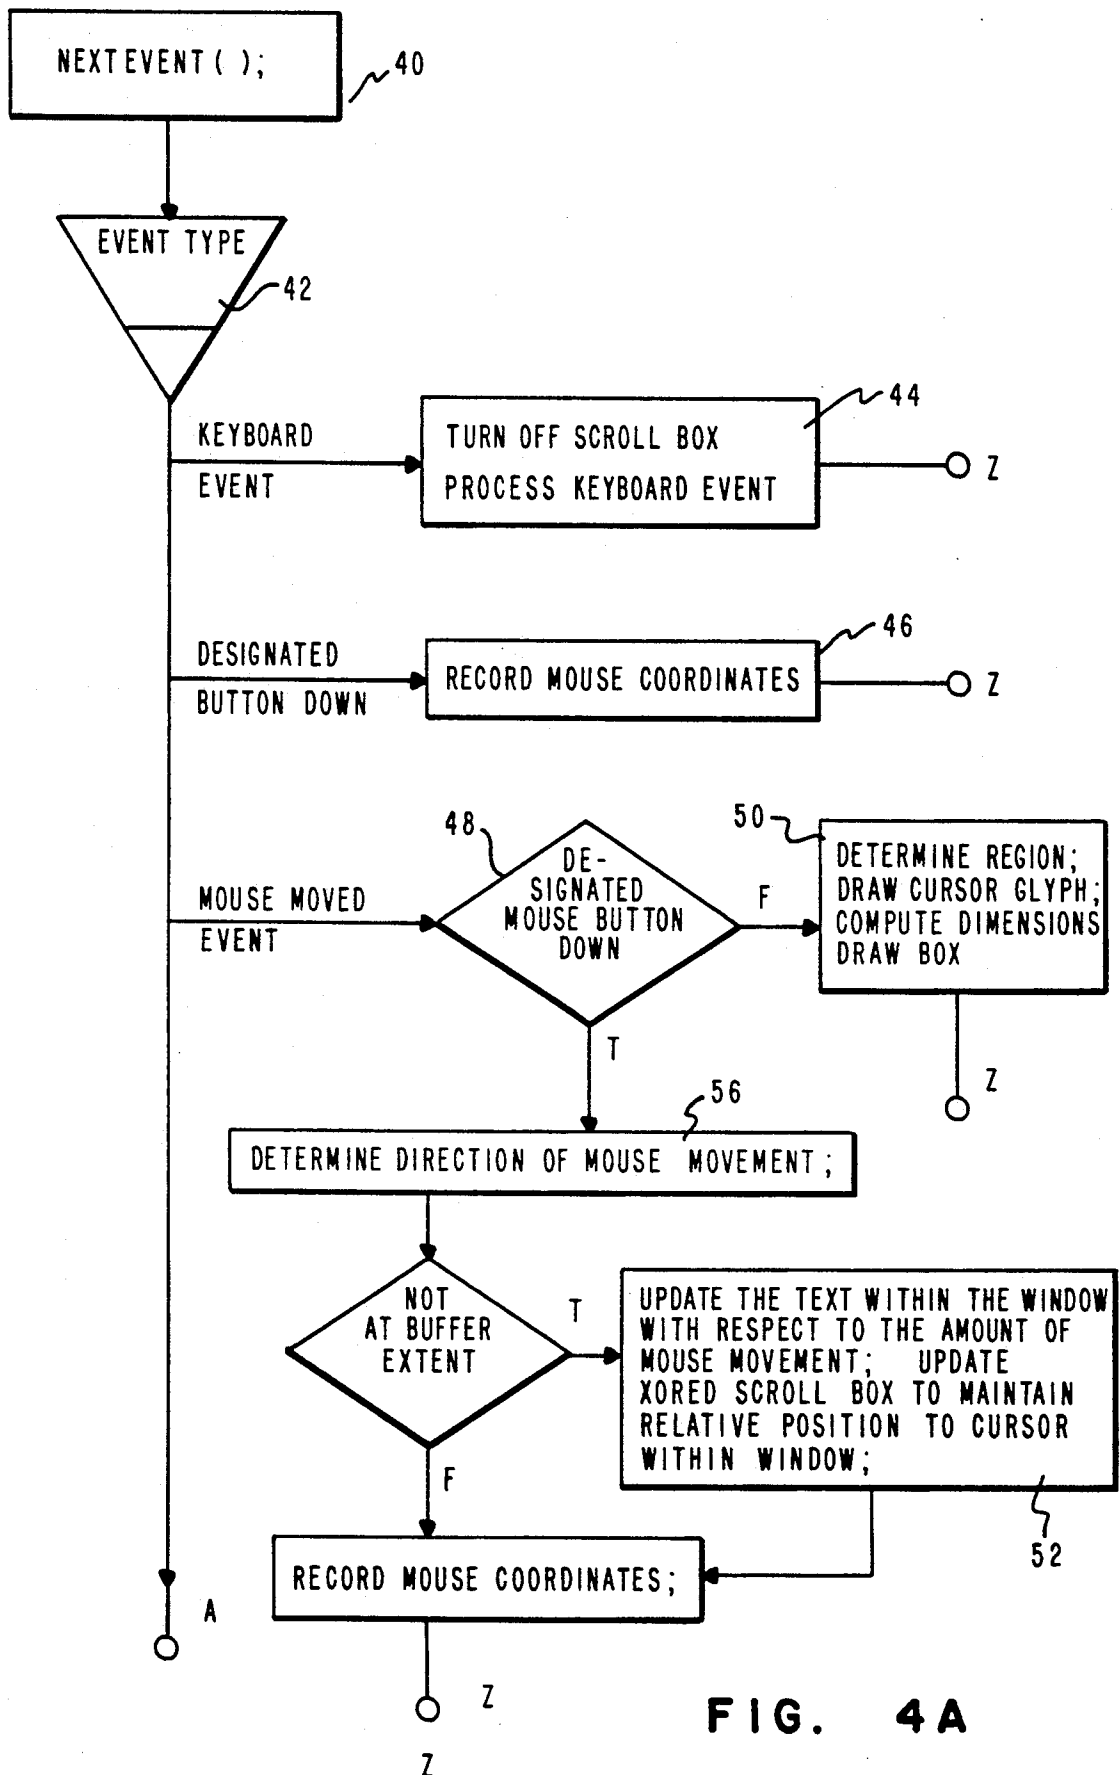 NEXTEVENT ( );
40
EVENT TYPE
42
KEYBOARD
EVENT
44
TURN OFF SCROLL BOX
PROCESS KEYBOARD EVENT
Z
DESIGNATED
BUTTON DOWN
46
RECORD MOUSE COORDINATES
Z
MOUSE MOVED
EVENT
48
DE-
SIGNATED
MOUSE BUTTON
DOWN
F
T
50
DETERMINE REGION;
DRAW CURSOR GLYPH;
COMPUTE DIMENSIONS
DRAW BOX
Z
56
DETERMINE DIRECTION OF MOUSE MOVEMENT;
NOT
AT BUFFER
EXTENT
T
F
UPDATE THE TEXT WITHIN THE WINDOW
WITH RESPECT TO THE AMOUNT OF
MOUSE MOVEMENT; UPDATE
XORED SCROLL BOX TO MAINTAIN
RELATIVE POSITION TO CURSOR
WITHIN WINDOW;
52
RECORD MOUSE COORDINATES;
A
Z
Z
FIG. 4A